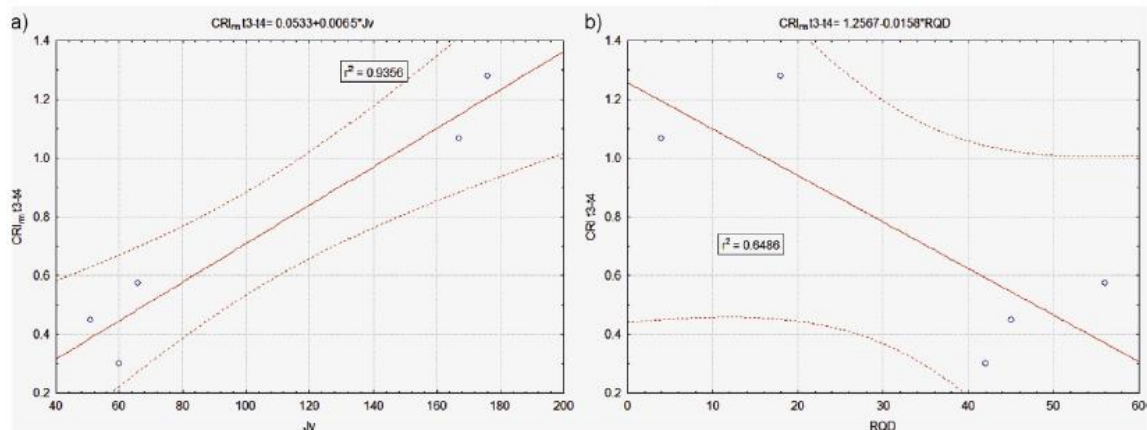 a)
CRIrm t3-t4= 0.0533+0.0065*Jv
r² = 0.9356
CRIrm t3-t4
1.4
1.2
1.0
0.8
0.6
0.4
0.2
40 60 80 100 120 140 160 180 200
Jv
b)
CRIrm t3-t4= 1.2567-0.0158*RQD
r² = 0.6486
CRI t3-t4
1.4
1.2
1.0
0.8
0.6
0.4
0.2
0 10 20 30 40 50 60
RQD